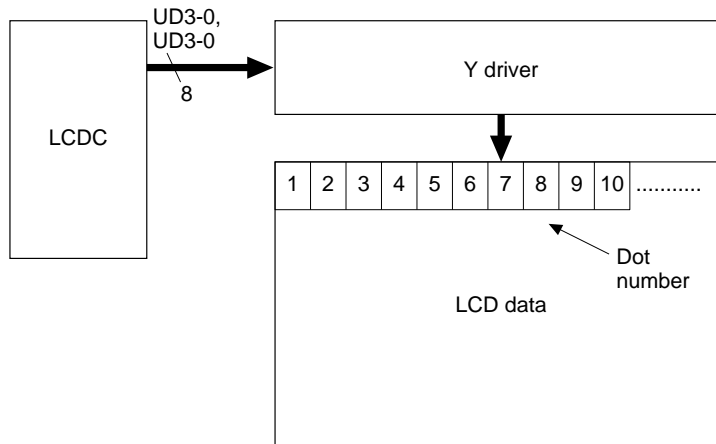 UD3-0,
UD3-0
8
LCDC
Y driver
1 2 3 4 5 6 7 8 9 10 ...........
Dot
number
LCD data